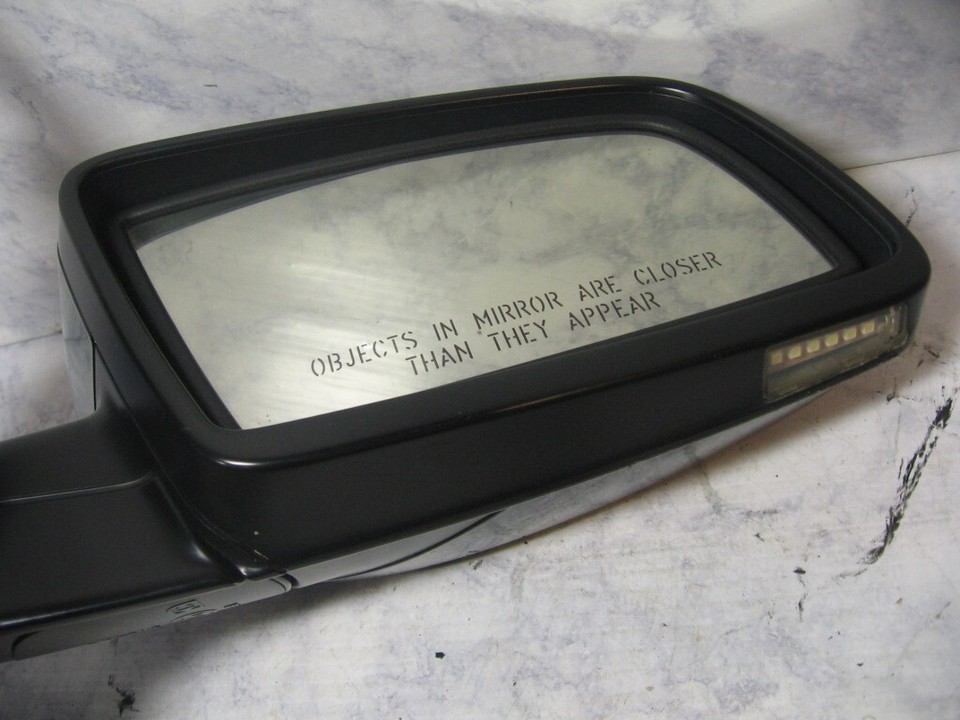 OBJECTS IN MIRROR ARE CLOSER
THAN THEY APPEAR